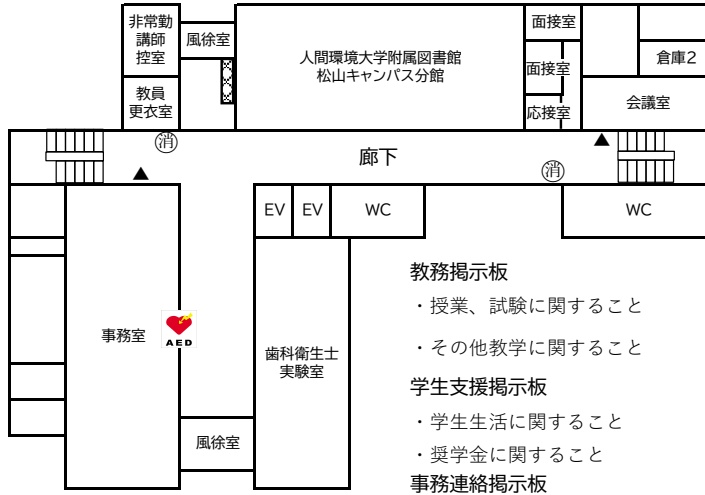 非常勤
講師
控室
風徐室
人間環境大学附属図書館
松山キャンパス分館
面接室
面接室
倉庫2
教員
更衣室
応接室
会議室
消
廊下
消
EV
EV
WC
WC
事務室
AED
歯科衛生士
実験室
風徐室
教務掲示板
・授業、試験に関すること
・その他教学に関すること
学生支援掲示板
・学生生活に関すること
・奨学金に関すること
事務連絡掲示板